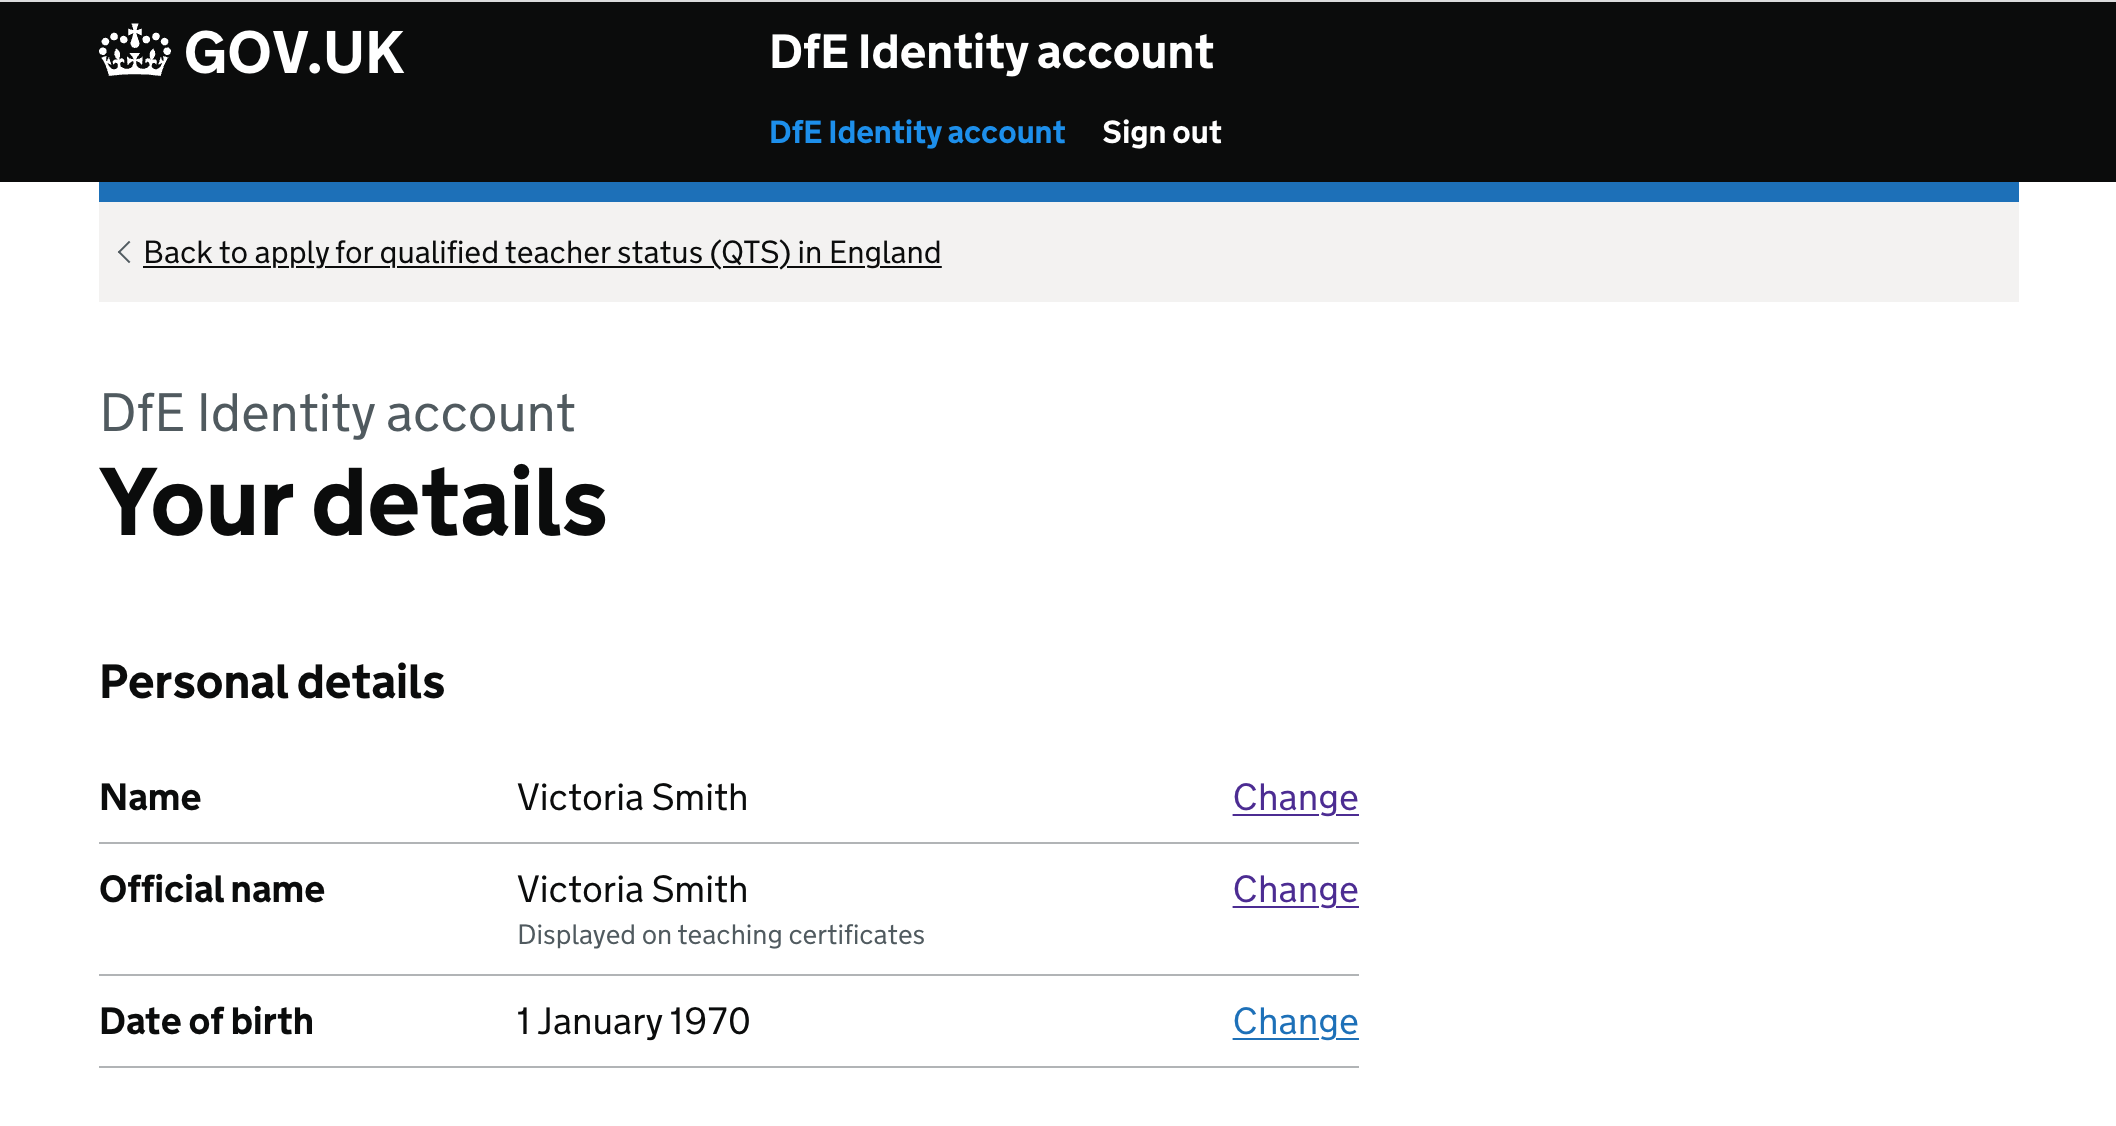 GOV.UK
DfE Identity account
DfE Identity account Sign out
Back to apply for qualified teacher status (QTS) in England
DfE Identity account
Your details
Personal details
Name Victoria Smith Change
Official name Victoria Smith Change
Displayed on teaching certificates
Date of birth 1 January 1970 Change